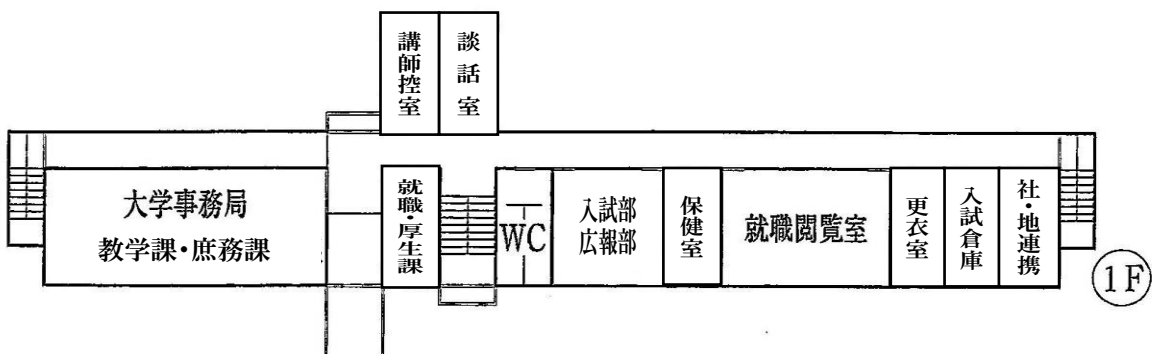 講師控室
談話室
大学事務局
教学課・庶務課
就職・厚生課
WC
入試部
広報部
保健室
就職閲覧室
更衣室
入試倉庫
社・地連携
1F